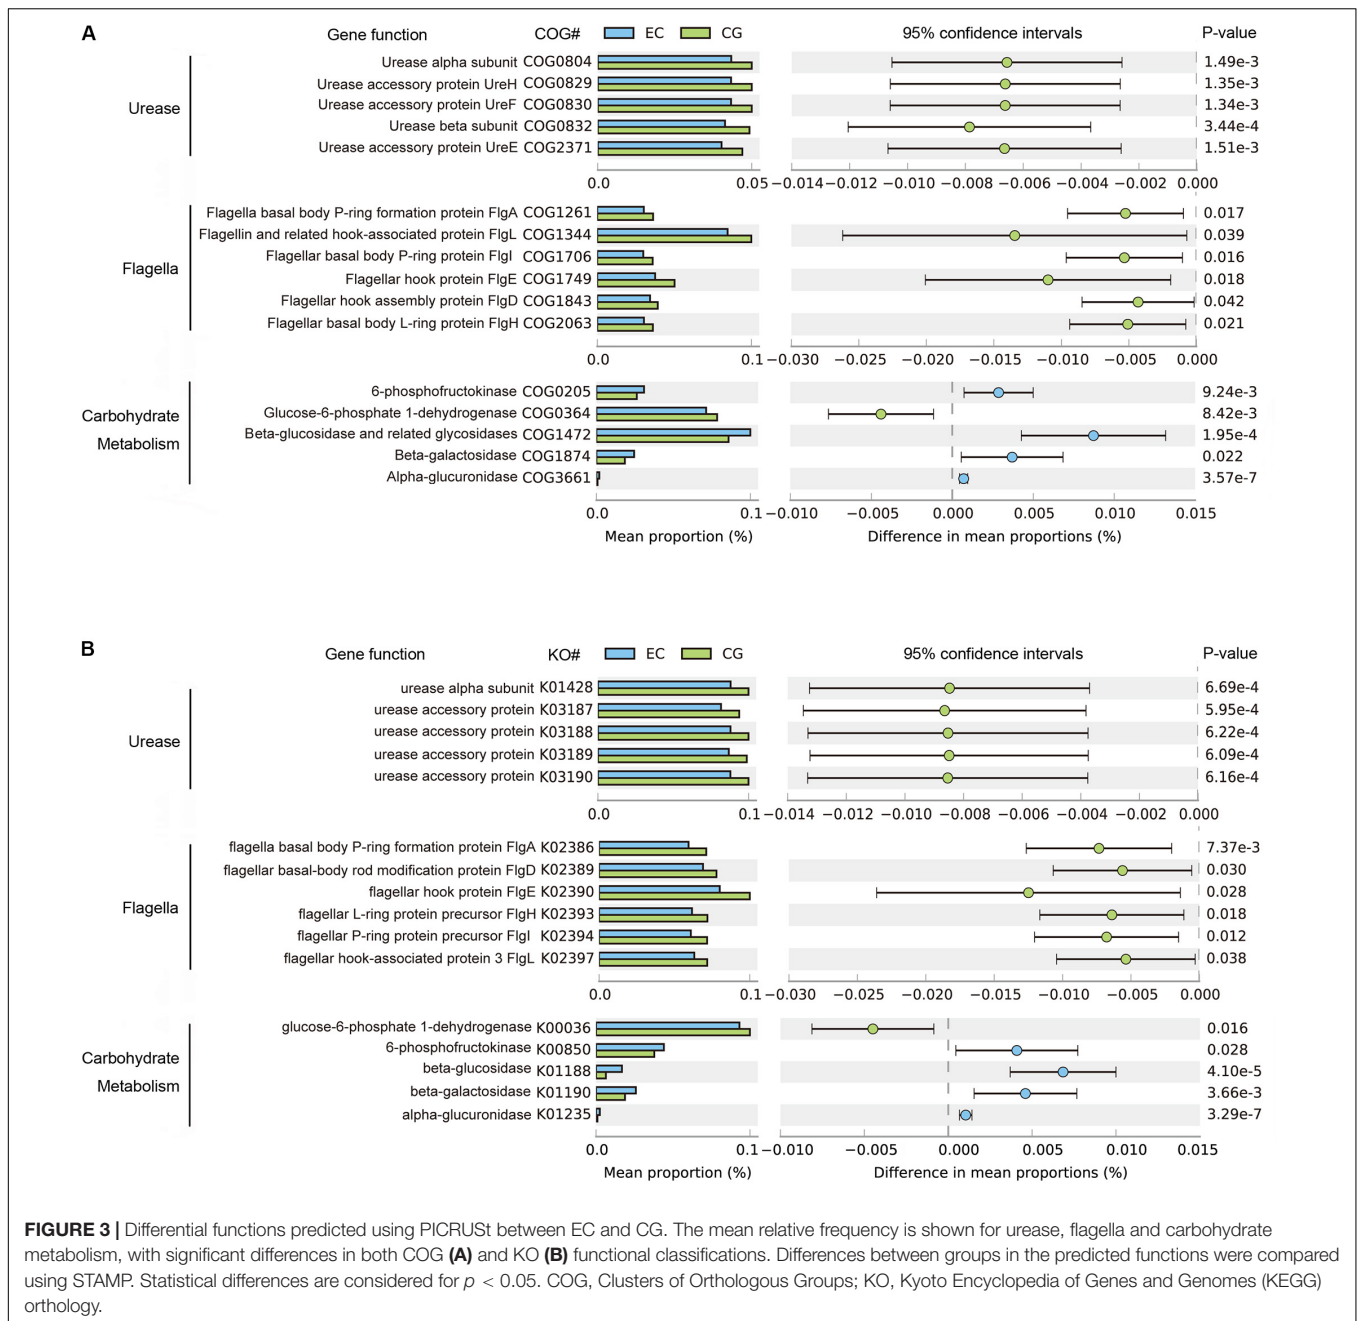 A
Gene function COG# EC CG 95% confidence intervals P-value
Urease
Urease alpha subunit COG0804 1.49e-3
Urease accessory protein UreH COG0829 1.35e-3
Urease accessory protein UreF COG0830 1.34e-3
Urease beta subunit COG0832 3.44e-4
Urease accessory protein UreE COG2371 1.51e-3
0.0 0.05 −0.014 −0.012 −0.010 −0.008 −0.006 −0.004 −0.002 0.000
Flagella
Flagella basal body P-ring formation protein FlgA COG1261 0.017
Flagellin and related hook-associated protein FlgL COG1344 0.039
Flagellar basal body P-ring protein FlgI COG1706 0.016
Flagellar hook protein FlgE COG1749 0.018
Flagellar hook assembly protein FlgD COG1843 0.042
Flagellar basal body L-ring protein FlgH COG2063 0.021
0.0 0.1 −0.030 −0.025 −0.020 −0.015 −0.010 −0.005 0.000
Carbohydrate
Metabolism
6-phosphofructokinase COG0205 9.24e-3
Glucose-6-phosphate 1-dehydrogenase COG0364 8.42e-3
Beta-glucosidase and related glycosidases COG1472 1.95e-4
Beta-galactosidase COG1874 0.022
Alpha-glucuronidase COG3661 3.57e-7
0.0 0.1 −0.010 −0.005 0.000 0.005 0.010 0.015
Mean proportion (%) Difference in mean proportions (%)
B
Gene function KO# EC CG 95% confidence intervals P-value
Urease
urease alpha subunit K01428 6.69e-4
urease accessory protein K03187 5.95e-4
urease accessory protein K03188 6.22e-4
urease accessory protein K03189 6.09e-4
urease accessory protein K03190 6.16e-4
0.0 0.1 −0.014 −0.012 −0.010 −0.008 −0.006 −0.004 −0.002 0.000
Flagella
flagella basal body P-ring formation protein FlgA K02386 7.37e-3
flagellar basal-body rod modification protein FlgD K02389 0.030
flagellar hook protein FlgE K02390 0.028
flagellar L-ring protein precursor FlgH K02393 0.018
flagellar P-ring protein precursor FlgI K02394 0.012
flagellar hook-associated protein 3 FlgL K02397 0.038
0.0 0.1 −0.030 −0.025 −0.020 −0.015 −0.010 −0.005 0.000
Carbohydrate
Metabolism
glucose-6-phosphate 1-dehydrogenase K00036 0.016
6-phosphofructokinase K00850 0.028
beta-glucosidase K01188 4.10e-5
beta-galactosidase K01190 3.66e-3
alpha-glucuronidase K01235 3.29e-7
0.0 0.1 −0.010 −0.005 0.000 0.005 0.010 0.015
Mean proportion (%) Difference in mean proportions (%)
FIGURE 3 | Differential functions predicted using PICRUSt between EC and CG. The mean relative frequency is shown for urease, flagella and carbohydrate
metabolism, with significant differences in both COG (A) and KO (B) functional classifications. Differences between groups in the predicted functions were compared
using STAMP. Statistical differences are considered for p < 0.05. COG, Clusters of Orthologous Groups; KO, Kyoto Encyclopedia of Genes and Genomes (KEGG)
orthology.